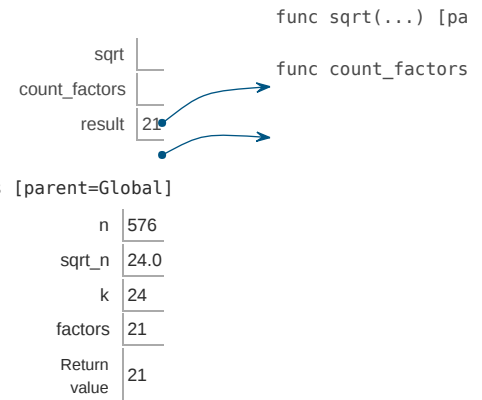 func sqrt(...) [pa
sqrt
func count_factors
count_factors
result 21
[parent=Global]
n 576
sqrt_n 24.0
k 24
factors 21
Return
value 21